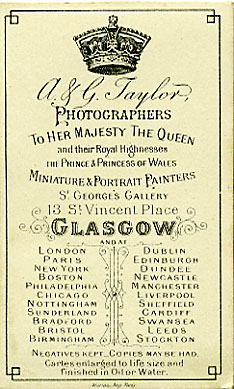 A. & G. Taylor,
PHOTOGRAPHERS
TO HER MAJESTY THE QUEEN
and their Royal Highnesses
THE PRINCE & PRINCESS OF WALES
MINIATURE & PORTRAIT PAINTERS
ST GEORGE'S GALLERY
13 St Vincent Place
GLASGOW
AND AT
LONDON DUBLIN
PARIS EDINBURGH
NEW YORK DUNDEE
BOSTON NEWCASTLE
PHILADELPHIA MANCHESTER
CHICAGO LIVERPOOL
NOTTINGHAM SHEFFIELD
SUNDERLAND CARDIFF
BRADFORD SWANSEA
BRISTOL LEEDS
BIRMINGHAM STOCKTON
NEGATIVES KEPT. COPIES MAY BE HAD.
Cartes enlarged to life size and
finished in Oil or Water.